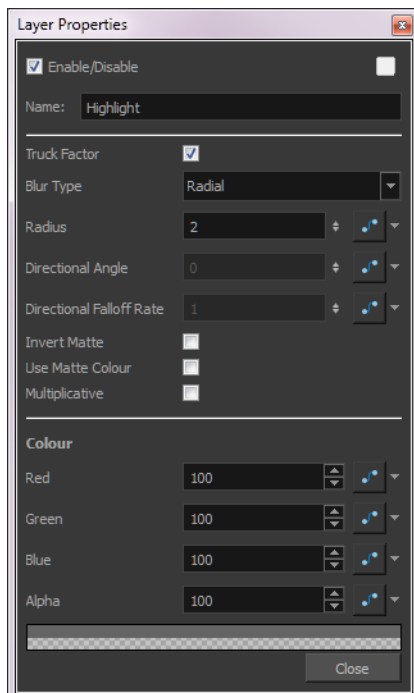 Layer Properties
Enable/Disable
Name: Highlight
Truck Factor
Blur Type Radial
Radius 2
Directional Angle 0
Directional Falloff Rate 1
Invert Matte
Use Matte Colour
Multiplicative
Colour
Red 100
Green 100
Blue 100
Alpha 100
Close